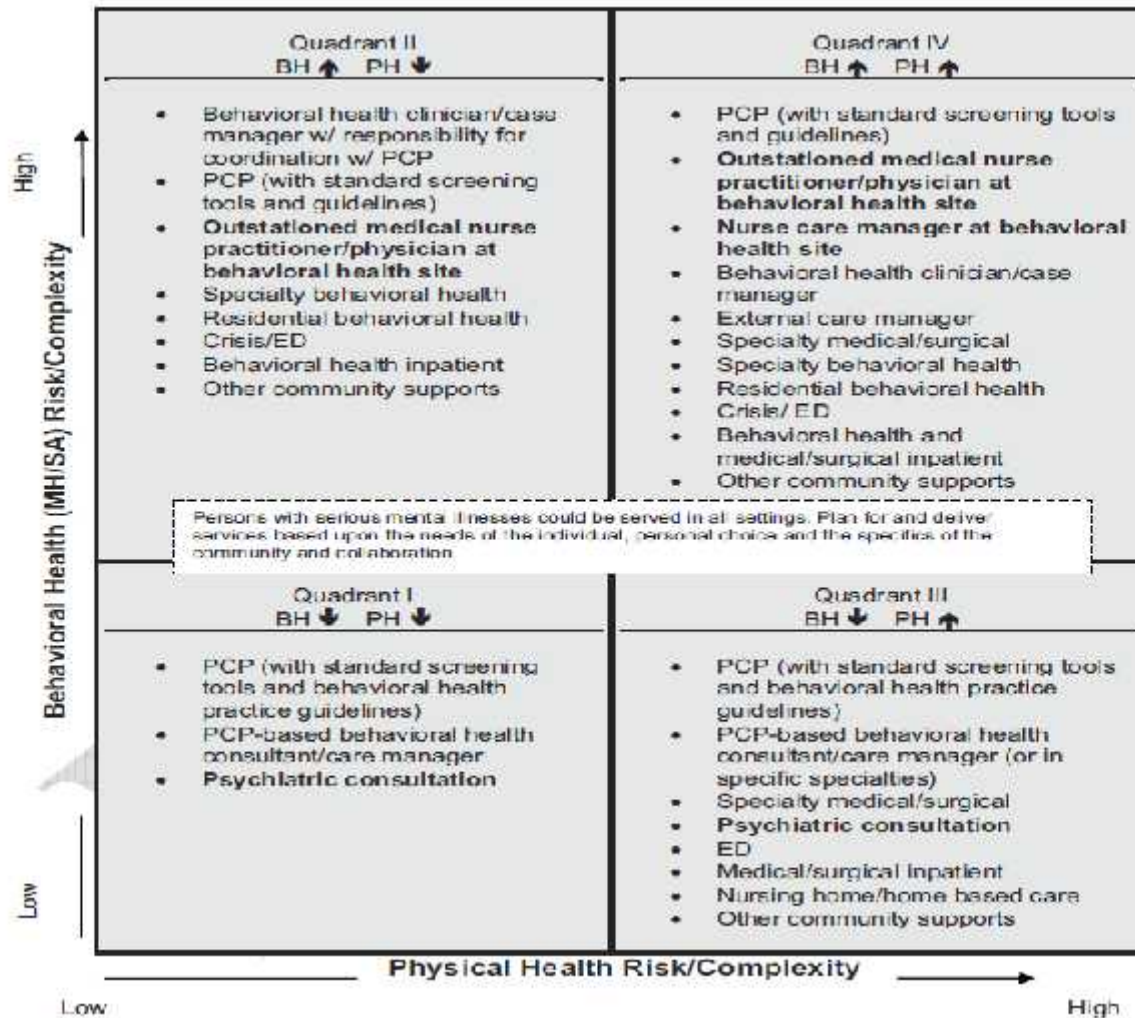 Quadrant II
BH ↑ PH ↓
• Behavioral health clinician/case
manager w/ responsibility for
coordination w/ PCP
• PCP (with standard screening
tools and guidelines)
• Outstationed medical nurse
practitioner/physician at
behavioral health site
• Specialty behavioral health
• Residential behavioral health
• Crisis/ED
• Behavioral health inpatient
• Other community supports
Quadrant IV
BH ↑ PH ↑
• PCP (with standard screening tools
and guidelines)
• Outstationed medical nurse
practitioner/physician at
behavioral health site
• Nurse care manager at behavioral
health site
• Behavioral health clinician/case
manager
• External care manager
• Specialty medical/surgical
• Specialty behavioral health
• Residential behavioral health
• Crisis/ ED
• Behavioral health and
medical/surgical inpatient
• Other community supports
Persons with serious mental illnesses could be served in all settings. Plan for and deliver
services based upon the needs of the individual, personal choice and the specifics of the
community and collaboration
Quadrant I
BH ↓ PH ↓
• PCP (with standard screening
tools and behavioral health
practice guidelines)
• PCP-based behavioral health
consultant/care manager
• Psychiatric consultation
Quadrant III
BH ↓ PH ↑
• PCP (with standard screening tools
and behavioral health practice
guidelines)
• PCP-based behavioral health
consultant/care manager (or in
specific specialties)
• Specialty medical/surgical
• Psychiatric consultation
• ED
• Medical/surgical inpatient
• Nursing home/home based care
• Other community supports
High
Behavioral Health (MH/SA) Risk/Complexity
Low
Physical Health Risk/Complexity
Low
High